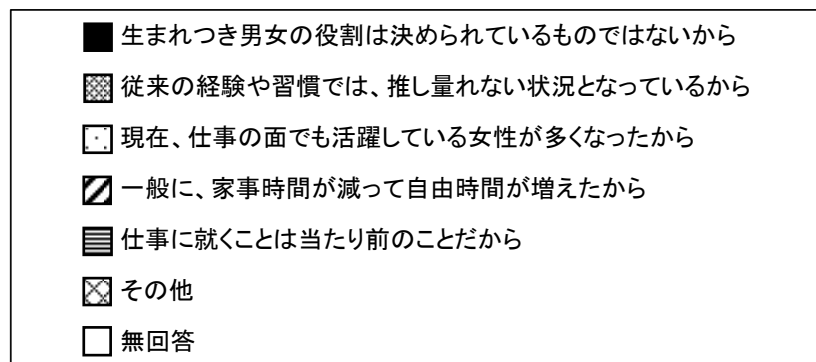 生まれつき男女の役割は決められているものではないから
従来の経験や習慣では、推し量れない状況となっているから
現在、仕事の面でも活躍している女性が多くなったから
一般に、家事時間が減って自由時間が増えたから
仕事に就くことは当たり前のことだから
その他
無回答